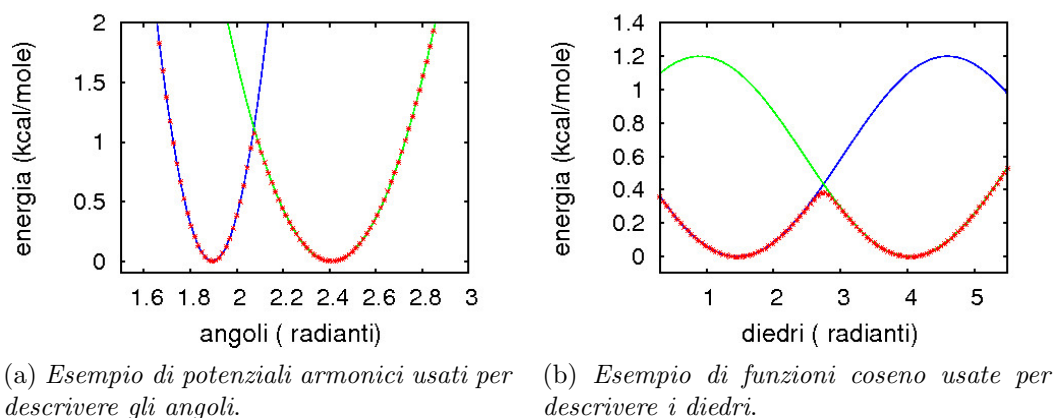 2
1.5
1
0.5
0
energia (kcal/mole)
1.6 1.8 2 2.2 2.4 2.6 2.8 3
angoli ( radianti)
1.4
1.2
1
0.8
0.6
0.4
0.2
0
energia (kcal/mole)
1 2 3 4 5
diedri ( radianti)
(a) Esempio di potenziali armonici usati per
descrivere gli angoli.
(b) Esempio di funzioni coseno usate per
descrivere i diedri.